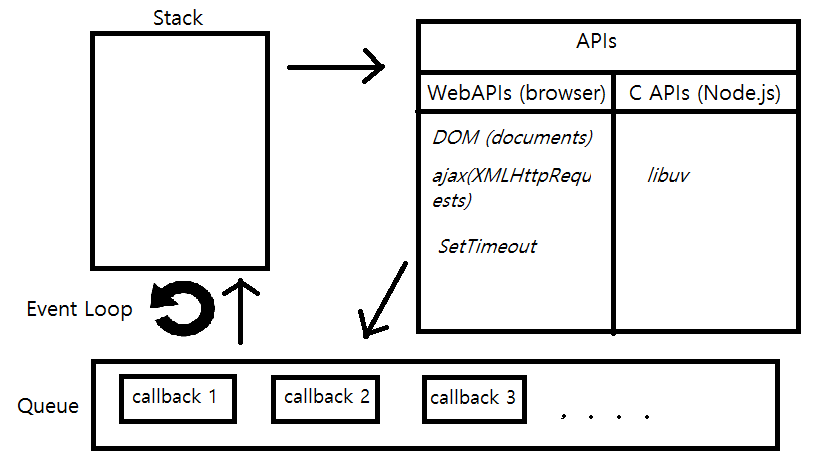 Stack
APIs
WebAPIs (browser)
C APIs (Node.js)
DOM (documents)
ajax(XMLHttpRequ
ests)
libuv
SetTimeout
Event Loop
Queue
callback 1
callback 2
callback 3
. . . .